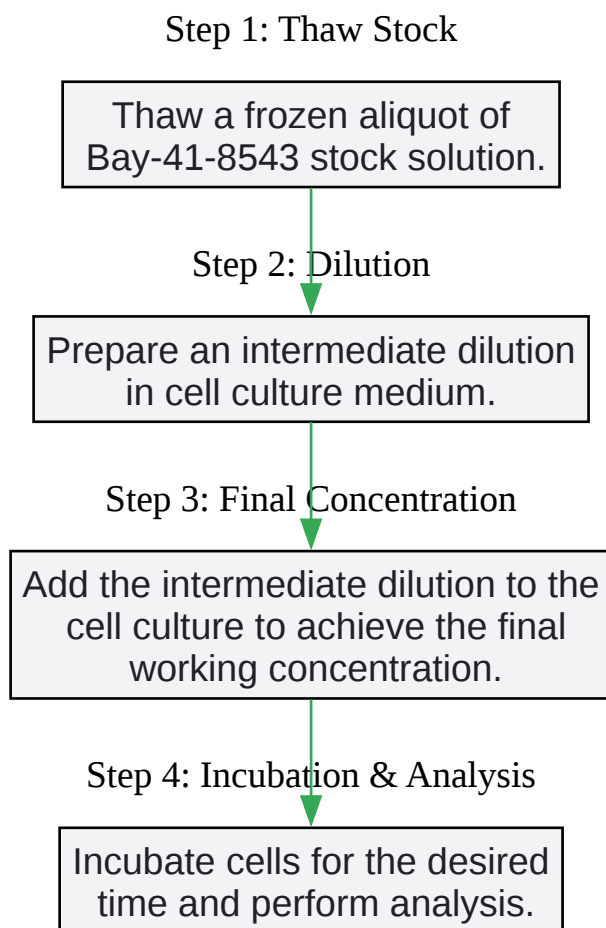 Step 1: Thaw Stock
Thaw a frozen aliquot of
Bay-41-8543 stock solution.
Step 2: Dilution
Prepare an intermediate dilution
in cell culture medium.
Step 3: Final Concentration
Add the intermediate dilution to the
cell culture to achieve the final
working concentration.
Step 4: Incubation & Analysis
Incubate cells for the desired
time and perform analysis.